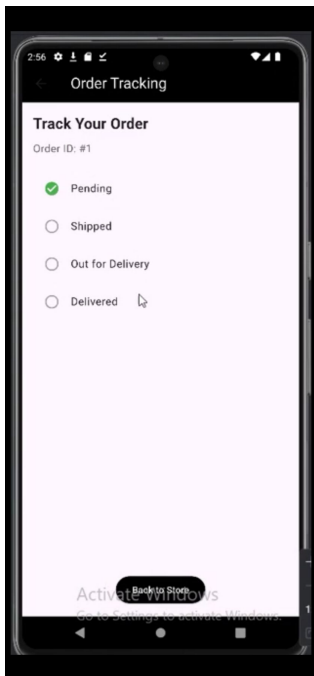 2:56
Order Tracking
Track Your Order
Order ID: #1
Pending
Shipped
Out for Delivery
Delivered
Back to Store
Activate Windows
Go to Settings to activate Windows.
1